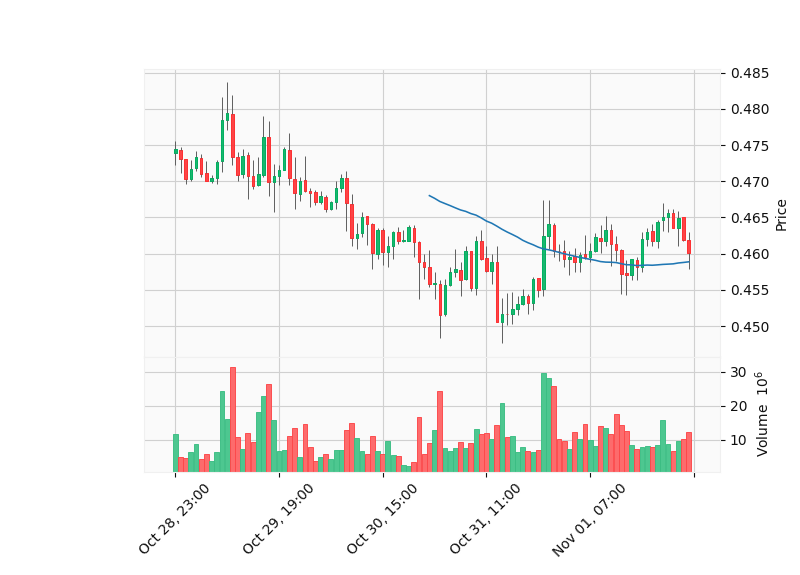 0.485
0.480
0.475
0.470
0.465
0.460
0.455
0.450
Price
30
20
10
Volume 10⁶
Oct 28, 23:00
Oct 29, 19:00
Oct 30, 15:00
Oct 31, 11:00
Nov 01, 07:00